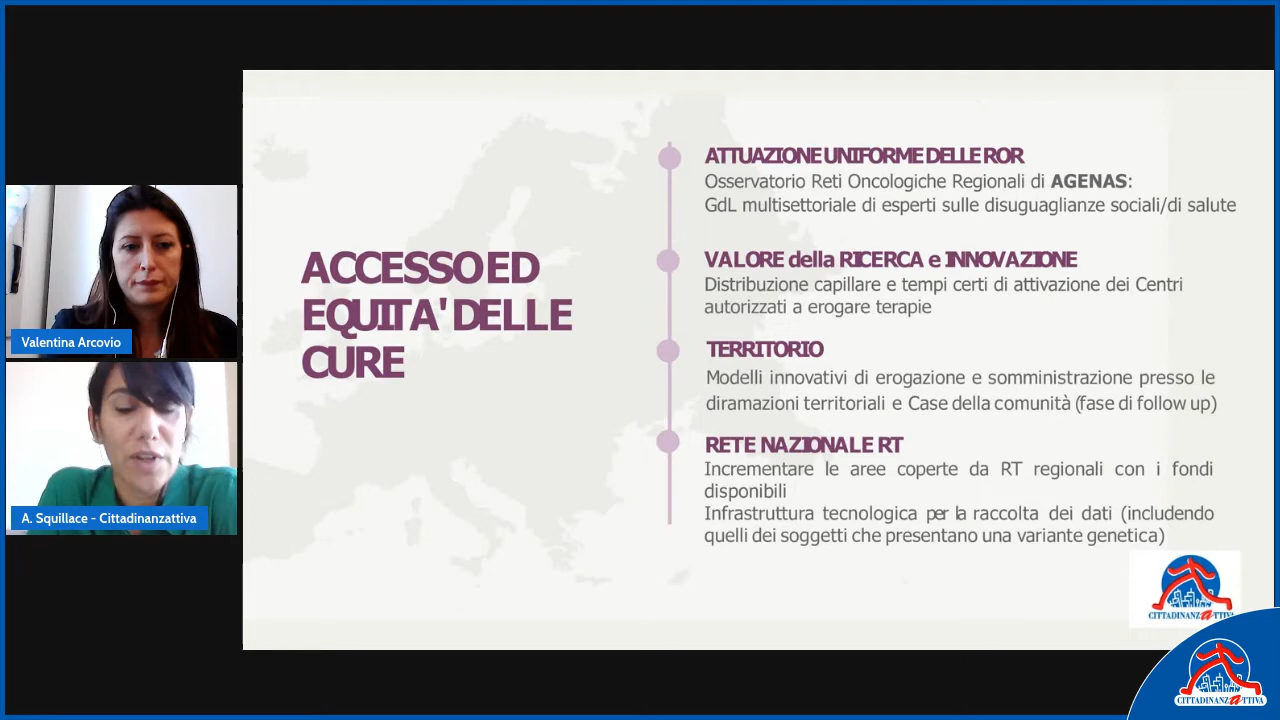 ACCESSO ED
EQUITA' DELLE
CURE
ATTUAZIONE UNIFORME DELLE ROR
Osservatorio Reti Oncologiche Regionali di AGENAS:
GdL multisettoriale di esperti sulle disuguaglianze sociali/di salute
VALORE della RICERCA e INNOVAZIONE
Distribuzione capillare e tempi certi di attivazione dei Centri
autorizzati a erogare terapie
TERRITORIO
Modelli innovativi di erogazione e somministrazione presso le
diramazioni territoriali e Case della comunità (fase di follow up)
RETE NAZIONALE RT
Incrementare le aree coperte da RT regionali con i fondi
disponibili
Infrastruttura tecnologica per la raccolta dei dati (includendo
quelli dei soggetti che presentano una variante genetica)
Valentina Arcovio
A. Squillace - Cittadinanzattiva
CITTADINANZATTIVA
CITTADINANZATTIVA